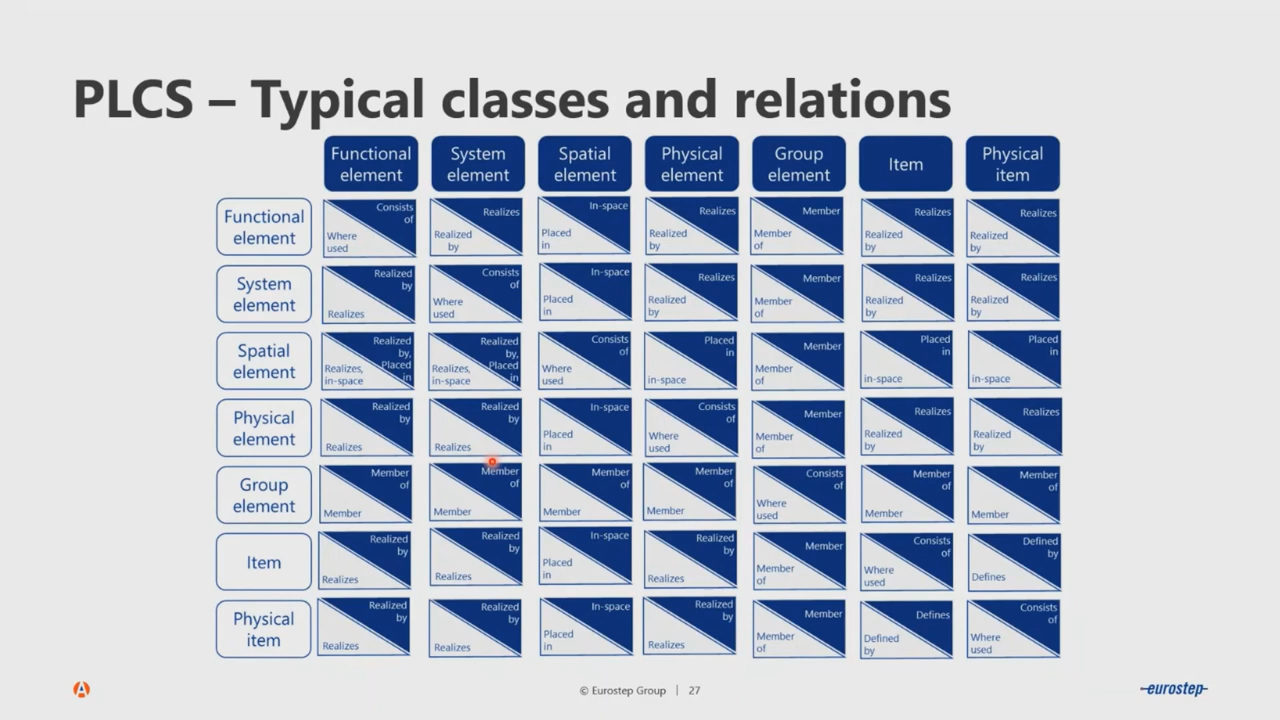 PLCS – Typical classes and relations
Functional element
System element
Spatial element
Physical element
Group element
Item
Physical item
Functional element
Consists of
Where used
Realizes
Realized by
In-space
Placed in
Realizes
Realized by
Member
Member of
Realizes
Realized by
Realizes
Realized by
System element
Realized by
Realizes
Consists of
Where used
In-space
Placed in
Realizes
Realized by
Member
Member of
Realizes
Realized by
Realizes
Realized by
Spatial element
Realized by, Placed in
Realizes, in-space
Realized by, Placed in
Realizes, in-space
Consists of
Where used
Placed in
in-space
Member
Member of
Placed in
in-space
Placed in
in-space
Physical element
Realized by
Realizes
Realized by
Realizes
In-space
Placed in
Consists of
Where used
Member
Member of
Realizes
Realized by
Realizes
Realized by
Group element
Member of
Member
Member of
Member
Member of
Member
Member of
Member
Consists of
Where used
Member of
Member
Member of
Member
Item
Realized by
Realizes
Realized by
Realizes
In-space
Placed in
Realized by
Realizes
Member
Member of
Consists of
Where used
Defined by
Defines
Physical item
Realized by
Realizes
Realized by
Realizes
In-space
Placed in
Realized by
Realizes
Member
Member of
Defines
Defined by
Consists of
Where used
© Eurostep Group | 27
eurostep